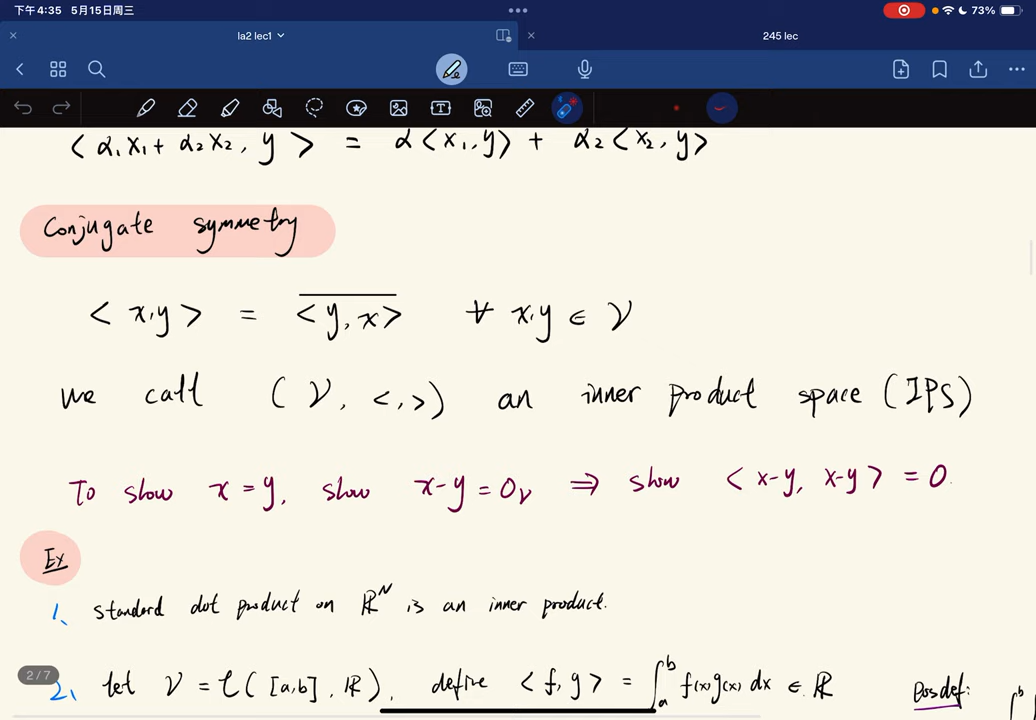 下午4:35 5月15日周三
73%
la2 lec1
245 lec
< α₁x₁ + α₂x₂, y > = α<x₁,y> + α₂<x₂,y>
Conjugate symmetry
< x,y > = \overline{< y, x >} ∀ x,y ∈ V
we call (V, <,>) an inner product space (IPS)
To show x = y, show x-y = 0ᵥ ⇒ show < x-y, x-y > = 0.
Ex
1、 standard dot product on ℝᴺ is an inner product.
2/7
2、 let V = C([a,b], ℝ), define < f, g > = ∫ₐᵇ f(x)g(x) dx ∈ ℝ
Pos def: